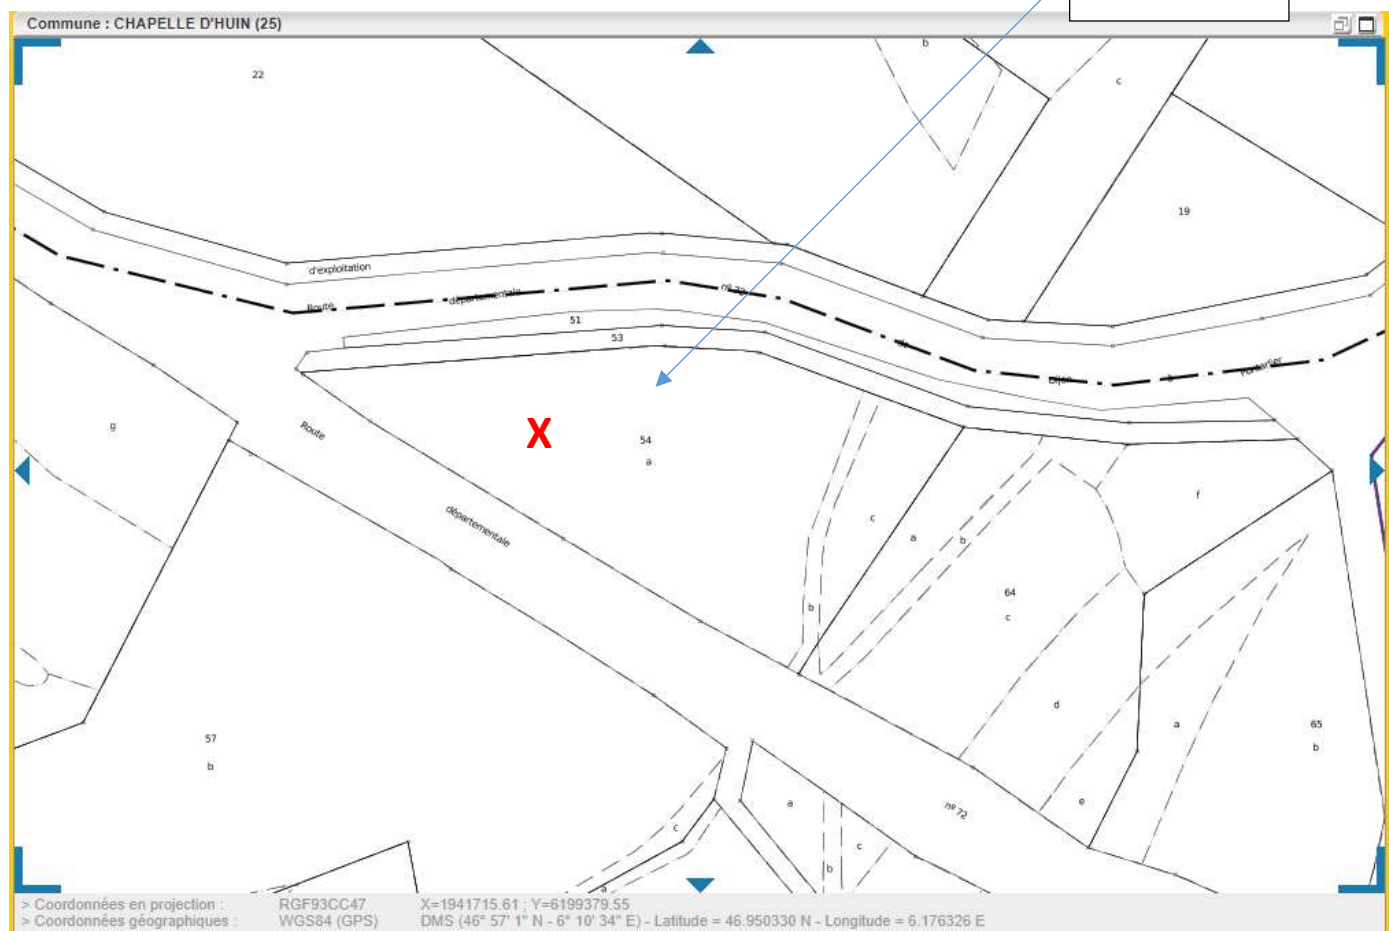 Commune : CHAPELLE D'HUIN (25)
22
b
c
19
d'exploitation
Route
départementale
n° 72
de
Dijon
à
Pontarlier
51
53
X
54
a
g
Route
départementale
c
a
b
f
b
64
c
d
a
65
b
e
57
b
n° 72
a
c
c
b
a
> Coordonnées en projection : RGF93CC47 X=1941715.61 ; Y=6199379.55
> Coordonnées géographiques : WGS84 (GPS) DMS (46° 57' 1" N - 6° 10' 34" E) - Latitude = 46.950330 N - Longitude = 6.176326 E